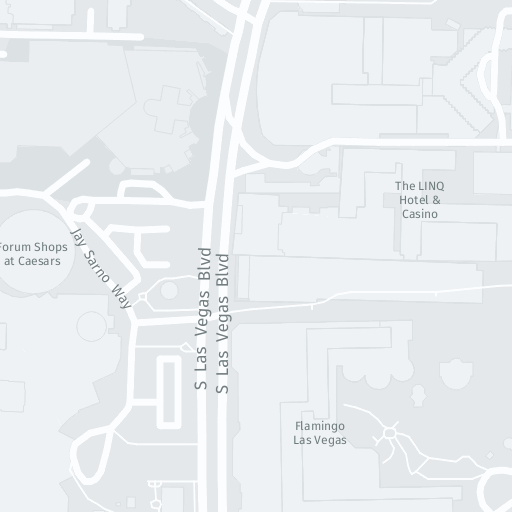 The LINQ
Hotel &
Casino
Forum Shops
at Caesars
Jay Sarno Way
S Las Vegas Blvd
S Las Vegas Blvd
Flamingo
Las Vegas